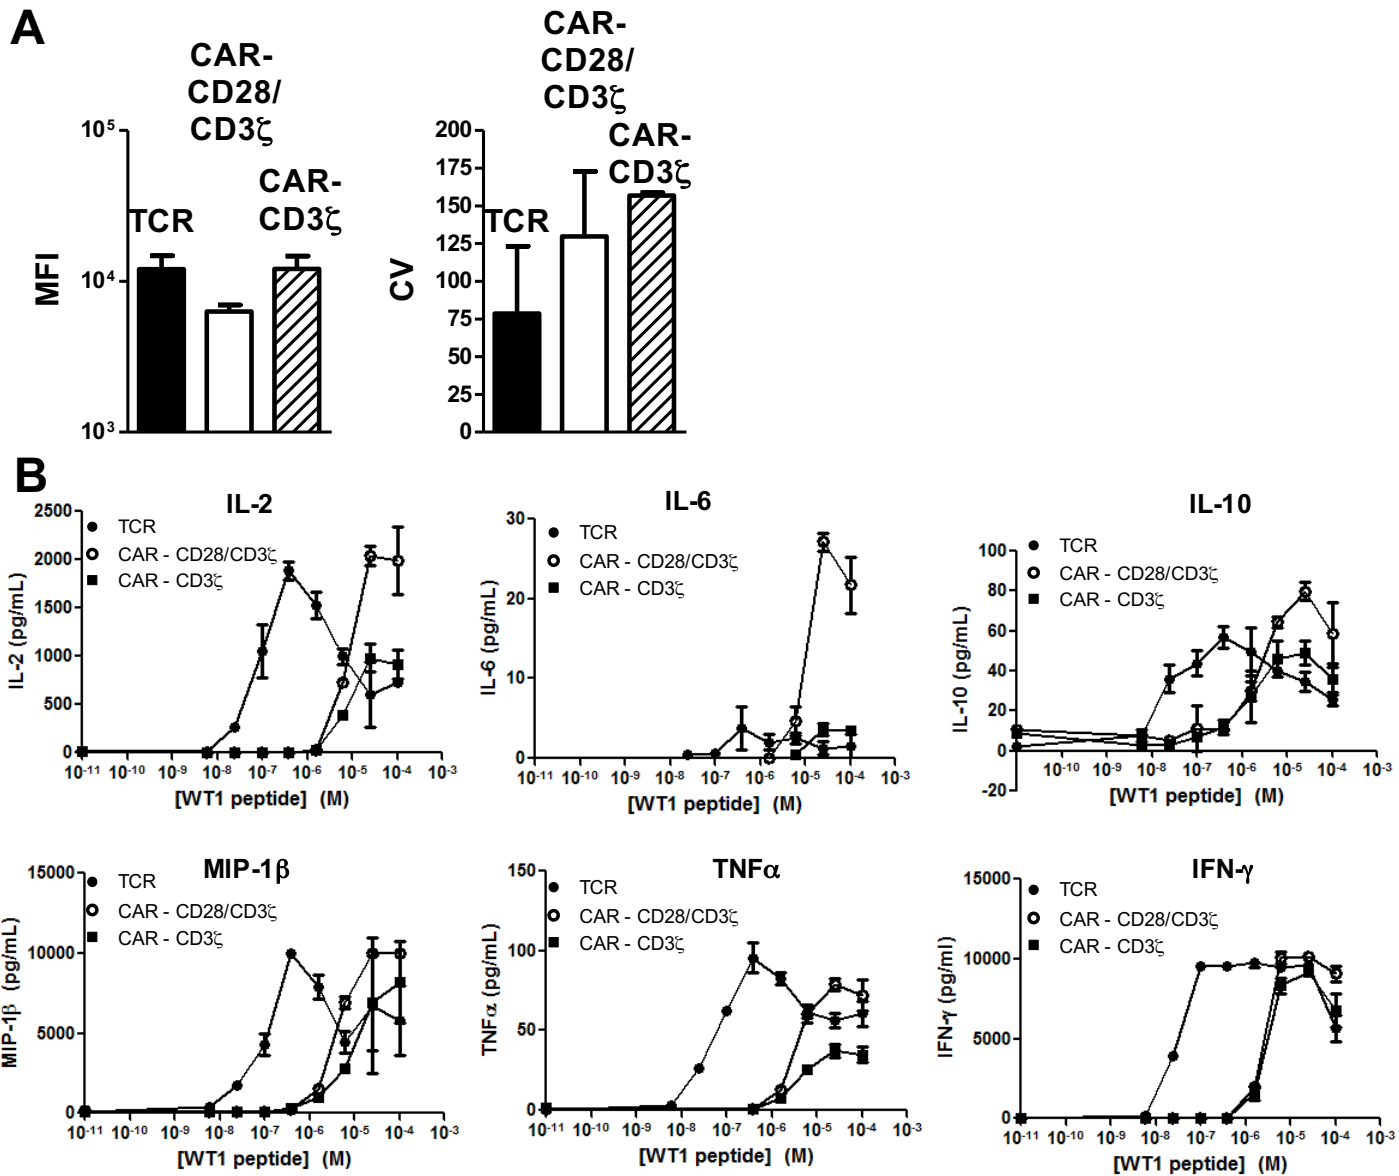 A
CAR-
CD28/
CD3ζ
CAR-
CD3ζ
TCR
10⁵
10⁴
10³
MFI
CAR-
CD28/
CD3ζ
CAR-
CD3ζ
TCR
200
175
150
125
100
75
50
25
0
CV
B
IL-2
2500
2000
1500
1000
500
0
IL-2 (pg/mL)
TCR
CAR - CD28/CD3ζ
CAR - CD3ζ
10⁻¹¹ 10⁻¹⁰ 10⁻⁹ 10⁻⁸ 10⁻⁷ 10⁻⁶ 10⁻⁵ 10⁻⁴ 10⁻³
[WT1 peptide] (M)
IL-6
30
20
10
0
IL-6 (pg/mL)
TCR
CAR - CD28/CD3ζ
CAR - CD3ζ
10⁻¹¹ 10⁻¹⁰ 10⁻⁹ 10⁻⁸ 10⁻⁷ 10⁻⁶ 10⁻⁵ 10⁻⁴ 10⁻³
[WT1 peptide] (M)
IL-10
100
80
60
40
20
0
-20
IL-10 (pg/mL)
TCR
CAR - CD28/CD3ζ
CAR - CD3ζ
10⁻¹⁰ 10⁻⁹ 10⁻⁸ 10⁻⁷ 10⁻⁶ 10⁻⁵ 10⁻⁴ 10⁻³
[WT1 peptide] (M)
MIP-1β
15000
10000
5000
0
MIP-1β (pg/mL)
TCR
CAR - CD28/CD3ζ
CAR - CD3ζ
10⁻¹¹ 10⁻¹⁰ 10⁻⁹ 10⁻⁸ 10⁻⁷ 10⁻⁶ 10⁻⁵ 10⁻⁴ 10⁻³
[WT1 peptide] (M)
TNFα
150
100
50
0
TNFα (pg/mL)
TCR
CAR - CD28/CD3ζ
CAR - CD3ζ
10⁻¹¹ 10⁻¹⁰ 10⁻⁹ 10⁻⁸ 10⁻⁷ 10⁻⁶ 10⁻⁵ 10⁻⁴ 10⁻³
[WT1 peptide] (M)
IFN-γ
15000
10000
5000
0
IFN-γ (pg/ml)
TCR
CAR - CD28/CD3ζ
CAR - CD3ζ
10⁻¹¹ 10⁻¹⁰ 10⁻⁹ 10⁻⁸ 10⁻⁷ 10⁻⁶ 10⁻⁵ 10⁻⁴ 10⁻³
[WT1 peptide] (M)